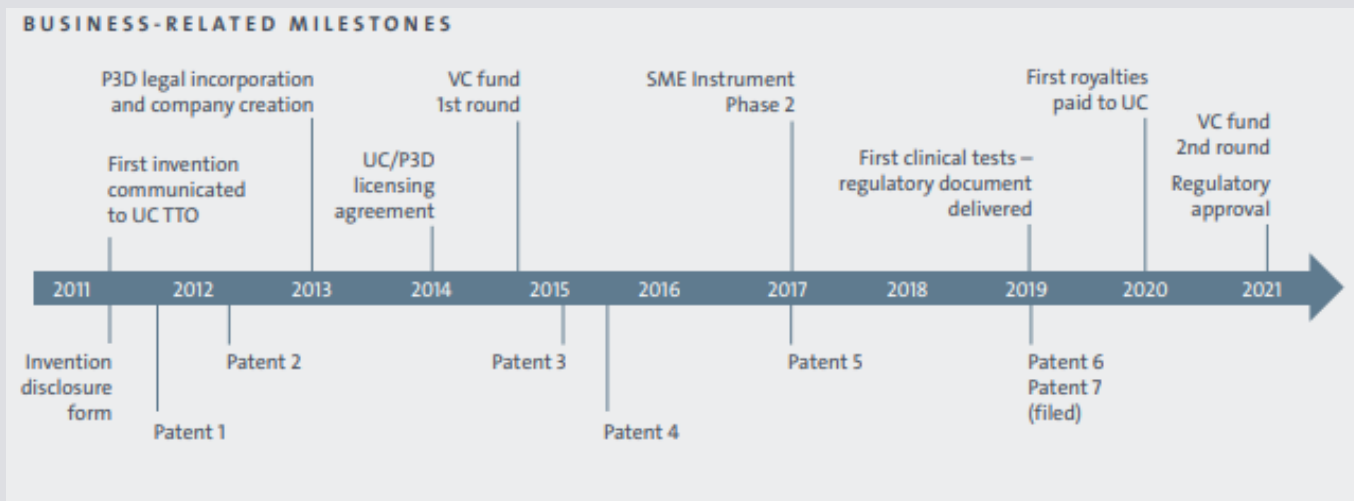 BUSINESS-RELATED MILESTONES
P3D legal incorporation
and company creation
VC fund
1st round
SME Instrument
Phase 2
First royalties
paid to UC
VC fund
2nd round
First invention
communicated
to UC TTO
UC/P3D
licensing
agreement
First clinical tests –
regulatory document
delivered
Regulatory
approval
2011 2012 2013 2014 2015 2016 2017 2018 2019 2020 2021
Invention
disclosure
form
Patent 1
Patent 2
Patent 3
Patent 4
Patent 5
Patent 6
Patent 7
(filed)